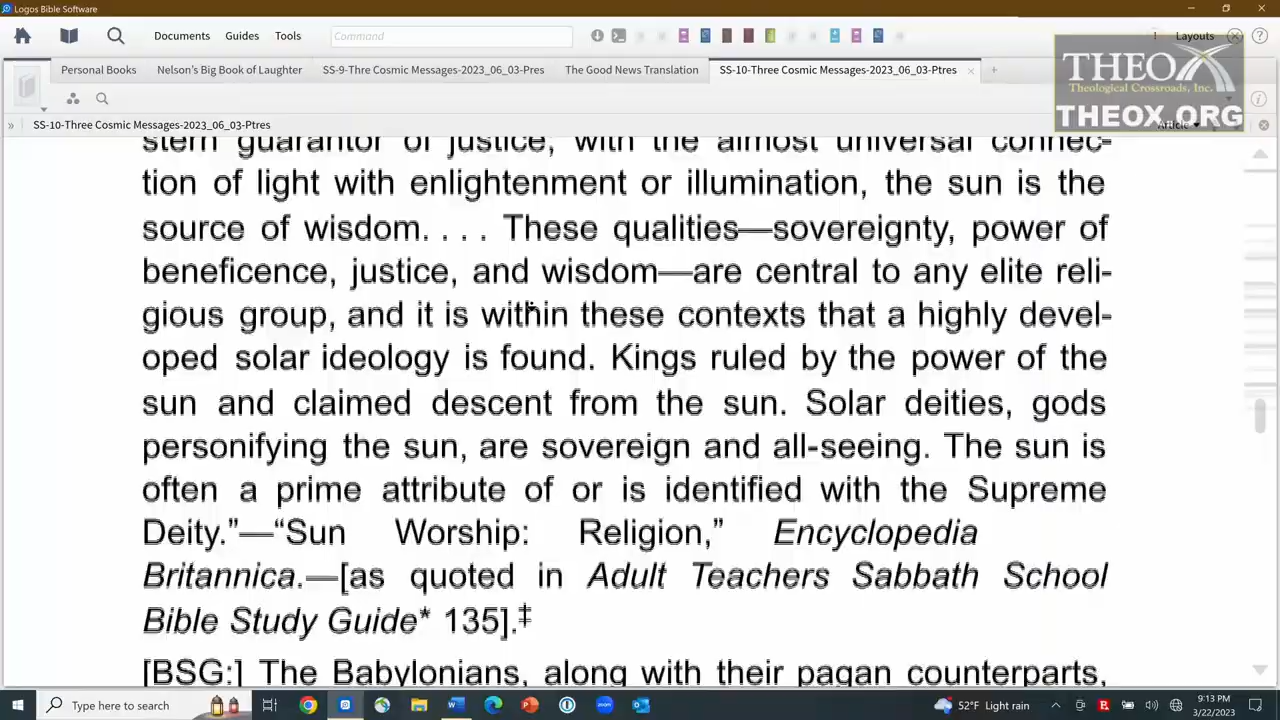 Logos Bible Software
Documents Guides Tools Command Layouts
Personal Books Nelson's Big Book of Laughter SS-9-Thre Cosmic Messages-2023_06_03-Pres The Good News Translation SS-10-Three Cosmic Messages-2023_06_03-Ptres
THEOX
Theological Crossroads, Inc.
THEOX.ORG
SS-10-Three Cosmic Messages-2023_06_03-Ptres Article
stern guarantor of justice; with the almost universal connec-
tion of light with enlightenment or illumination, the sun is the
source of wisdom. . . . These qualities—sovereignty, power of
beneficence, justice, and wisdom—are central to any elite reli-
gious group, and it is within these contexts that a highly devel-
oped solar ideology is found. Kings ruled by the power of the
sun and claimed descent from the sun. Solar deities, gods
personifying the sun, are sovereign and all-seeing. The sun is
often a prime attribute of or is identified with the Supreme
Deity.”—“Sun Worship: Religion,” Encyclopedia
Britannica.—[as quoted in Adult Teachers Sabbath School
Bible Study Guide* 135].‡
[BSG:] The Babylonians, along with their pagan counterparts,
Type here to search 52°F Light rain 9:13 PM
3/22/2023